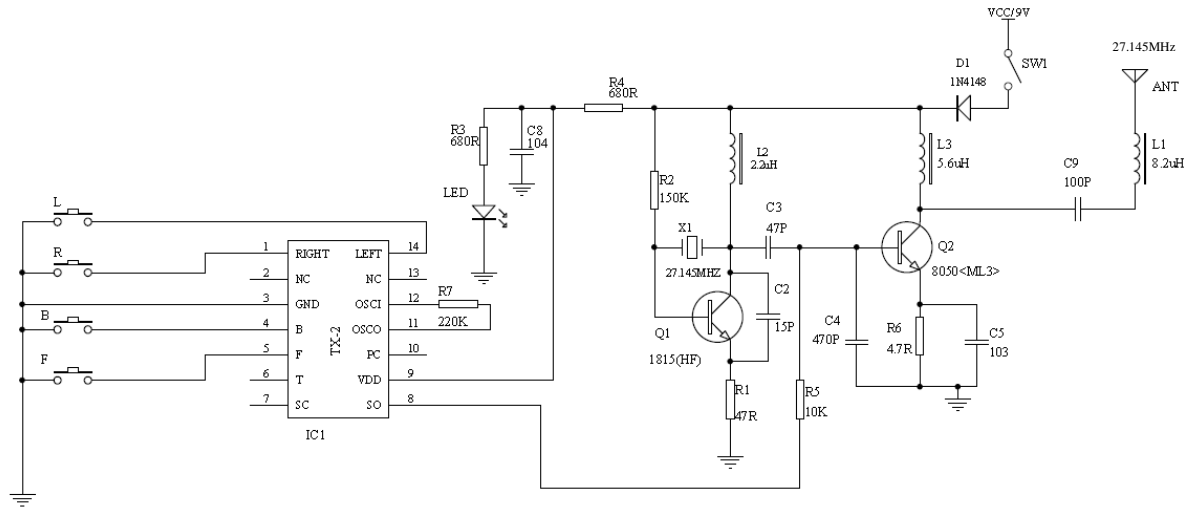 VCC/9V
SW1
27.145MHz
D1
1N4148
ANT
R4
680R
R3
680R
C8
104
L2
2.2uH
L3
5.6uH
L1
8.2uH
C9
100P
R2
150K
LED
L
C3
47P
X1
27.145MHZ
Q2
8050<ML3>
R
1 RIGHT LEFT 14
2 NC NC 13
3 GND OSCI 12
4 B OSCO 11
5 F PC 10
6 T VDD 9
7 SC SO 8
TX-2
IC1
R7
220K
B
F
C2
15P
Q1
1815(HF)
C4
470P
R6
4.7R
C5
103
R1
47R
R5
10K